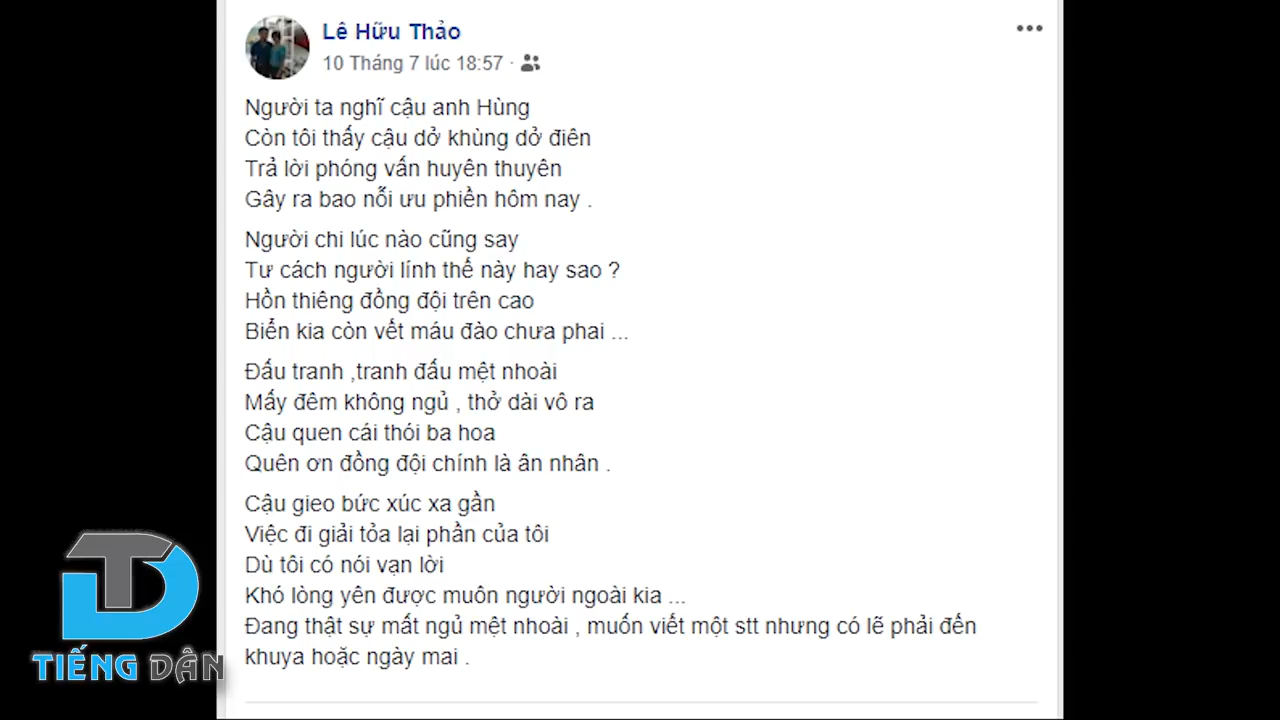 Lê Hữu Thảo
10 Tháng 7 lúc 18:57 ·
Người ta nghĩ cậu anh Hùng
Còn tôi thấy cậu dở khùng dở điên
Trả lời phóng vấn huyên thuyên
Gây ra bao nỗi ưu phiền hôm nay .
Người chi lúc nào cũng say
Tư cách người lính thế này hay sao ?
Hồn thiêng đồng đội trên cao
Biển kia còn vết máu đào chưa phai ...
Đấu tranh ,tranh đấu mệt nhoài
Mấy đêm không ngủ , thở dài vô ra
Cậu quen cái thói ba hoa
Quên ơn đồng đội chính là ân nhân .
Cậu gieo bức xúc xa gần
Việc đi giải tỏa lại phần của tôi
Dù tôi có nói vạn lời
Khó lòng yên được muôn người ngoài kia ...
Đang thật sự mất ngủ mệt nhoài , muốn viết một stt nhưng có lẽ phải đến
khuya hoặc ngày mai .
TD
TIẾNG DÂN